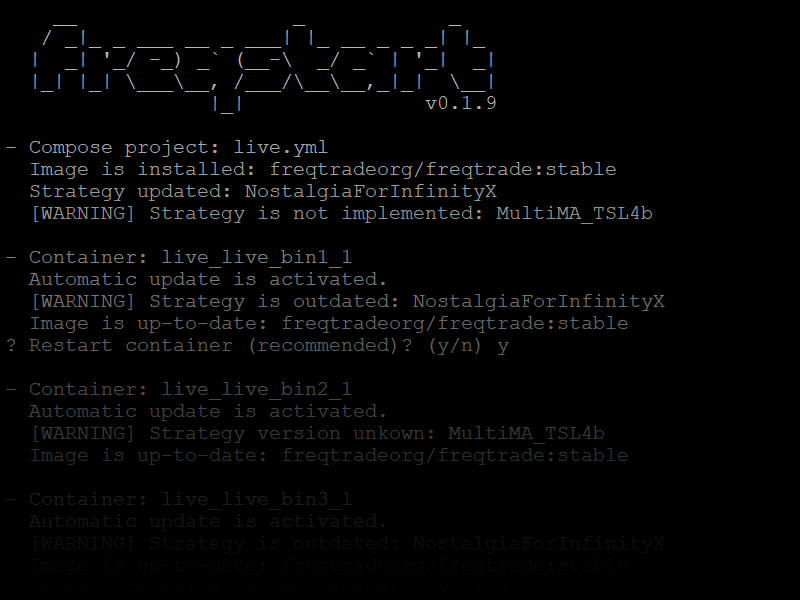 freqstart
v0.1.9
- Compose project: live.yml
Image is installed: freqtradeorg/freqtrade:stable
Strategy updated: NostalgiaForInfinityX
[WARNING] Strategy is not implemented: MultiMA_TSL4b
- Container: live_live_bin1_1
Automatic update is activated.
[WARNING] Strategy is outdated: NostalgiaForInfinityX
Image is up-to-date: freqtradeorg/freqtrade:stable
? Restart container (recommended)? (y/n) y
- Container: live_live_bin2_1
Automatic update is activated.
[WARNING] Strategy version unkown: MultiMA_TSL4b
Image is up-to-date: freqtradeorg/freqtrade:stable
- Container: live_live_bin3_1
Automatic update is activated.
[WARNING] Strategy is outdated: NostalgiaForInfinityX
Image is up-to-date: freqtradeorg/freqtrade:stable